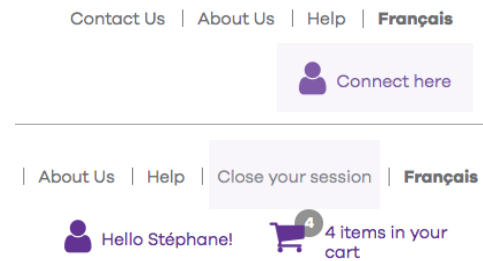 Contact Us | About Us | Help | Français
Connect here
| About Us | Help | Close your session | Français
Hello Stéphane!
4
4 items in your
cart